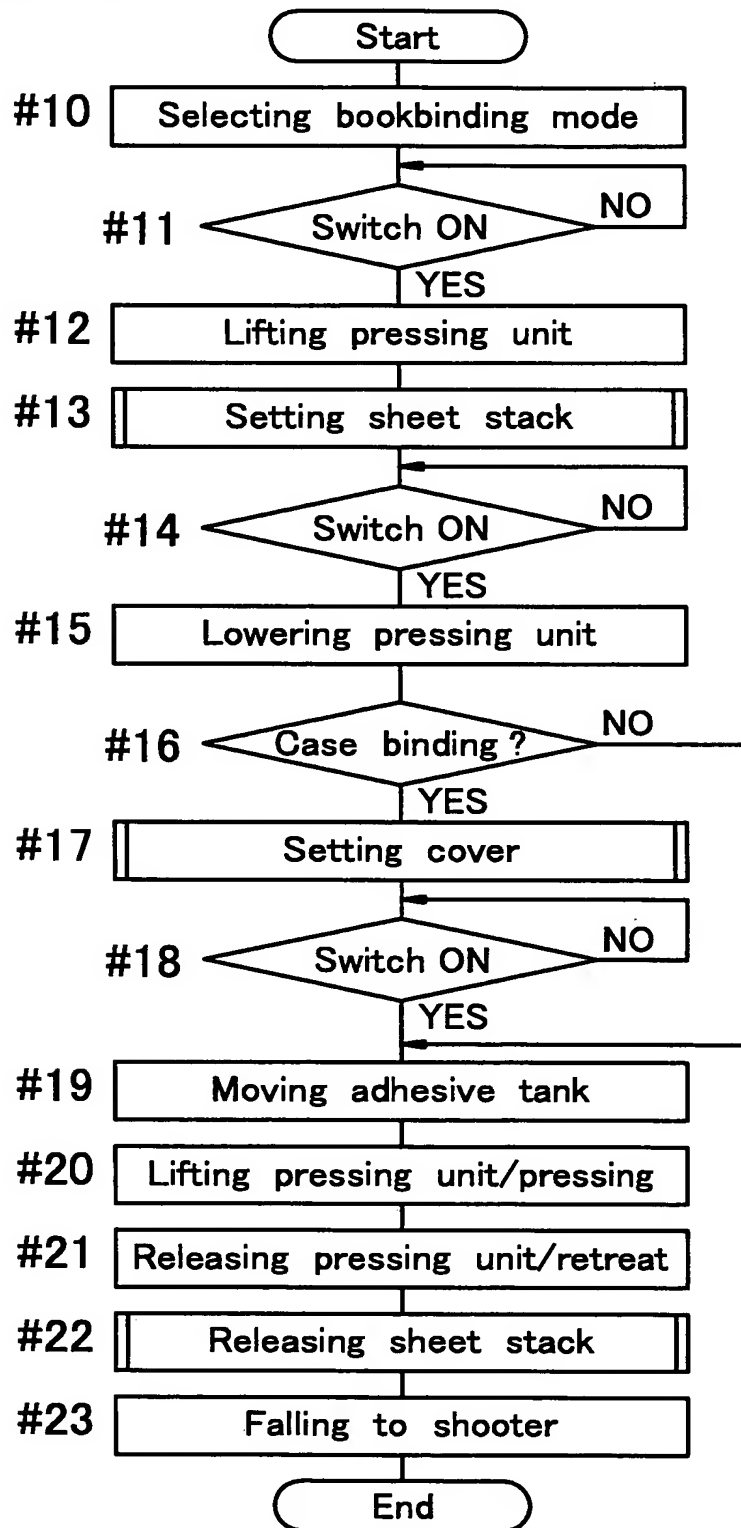 Start
#10 Selecting bookbinding mode
#11 Switch ON NO
YES
#12 Lifting pressing unit
#13 Setting sheet stack
#14 Switch ON NO
YES
#15 Lowering pressing unit
#16 Case binding? NO
YES
#17 Setting cover
#18 Switch ON NO
YES
#19 Moving adhesive tank
#20 Lifting pressing unit/pressing
#21 Releasing pressing unit/retreat
#22 Releasing sheet stack
#23 Falling to shooter
End